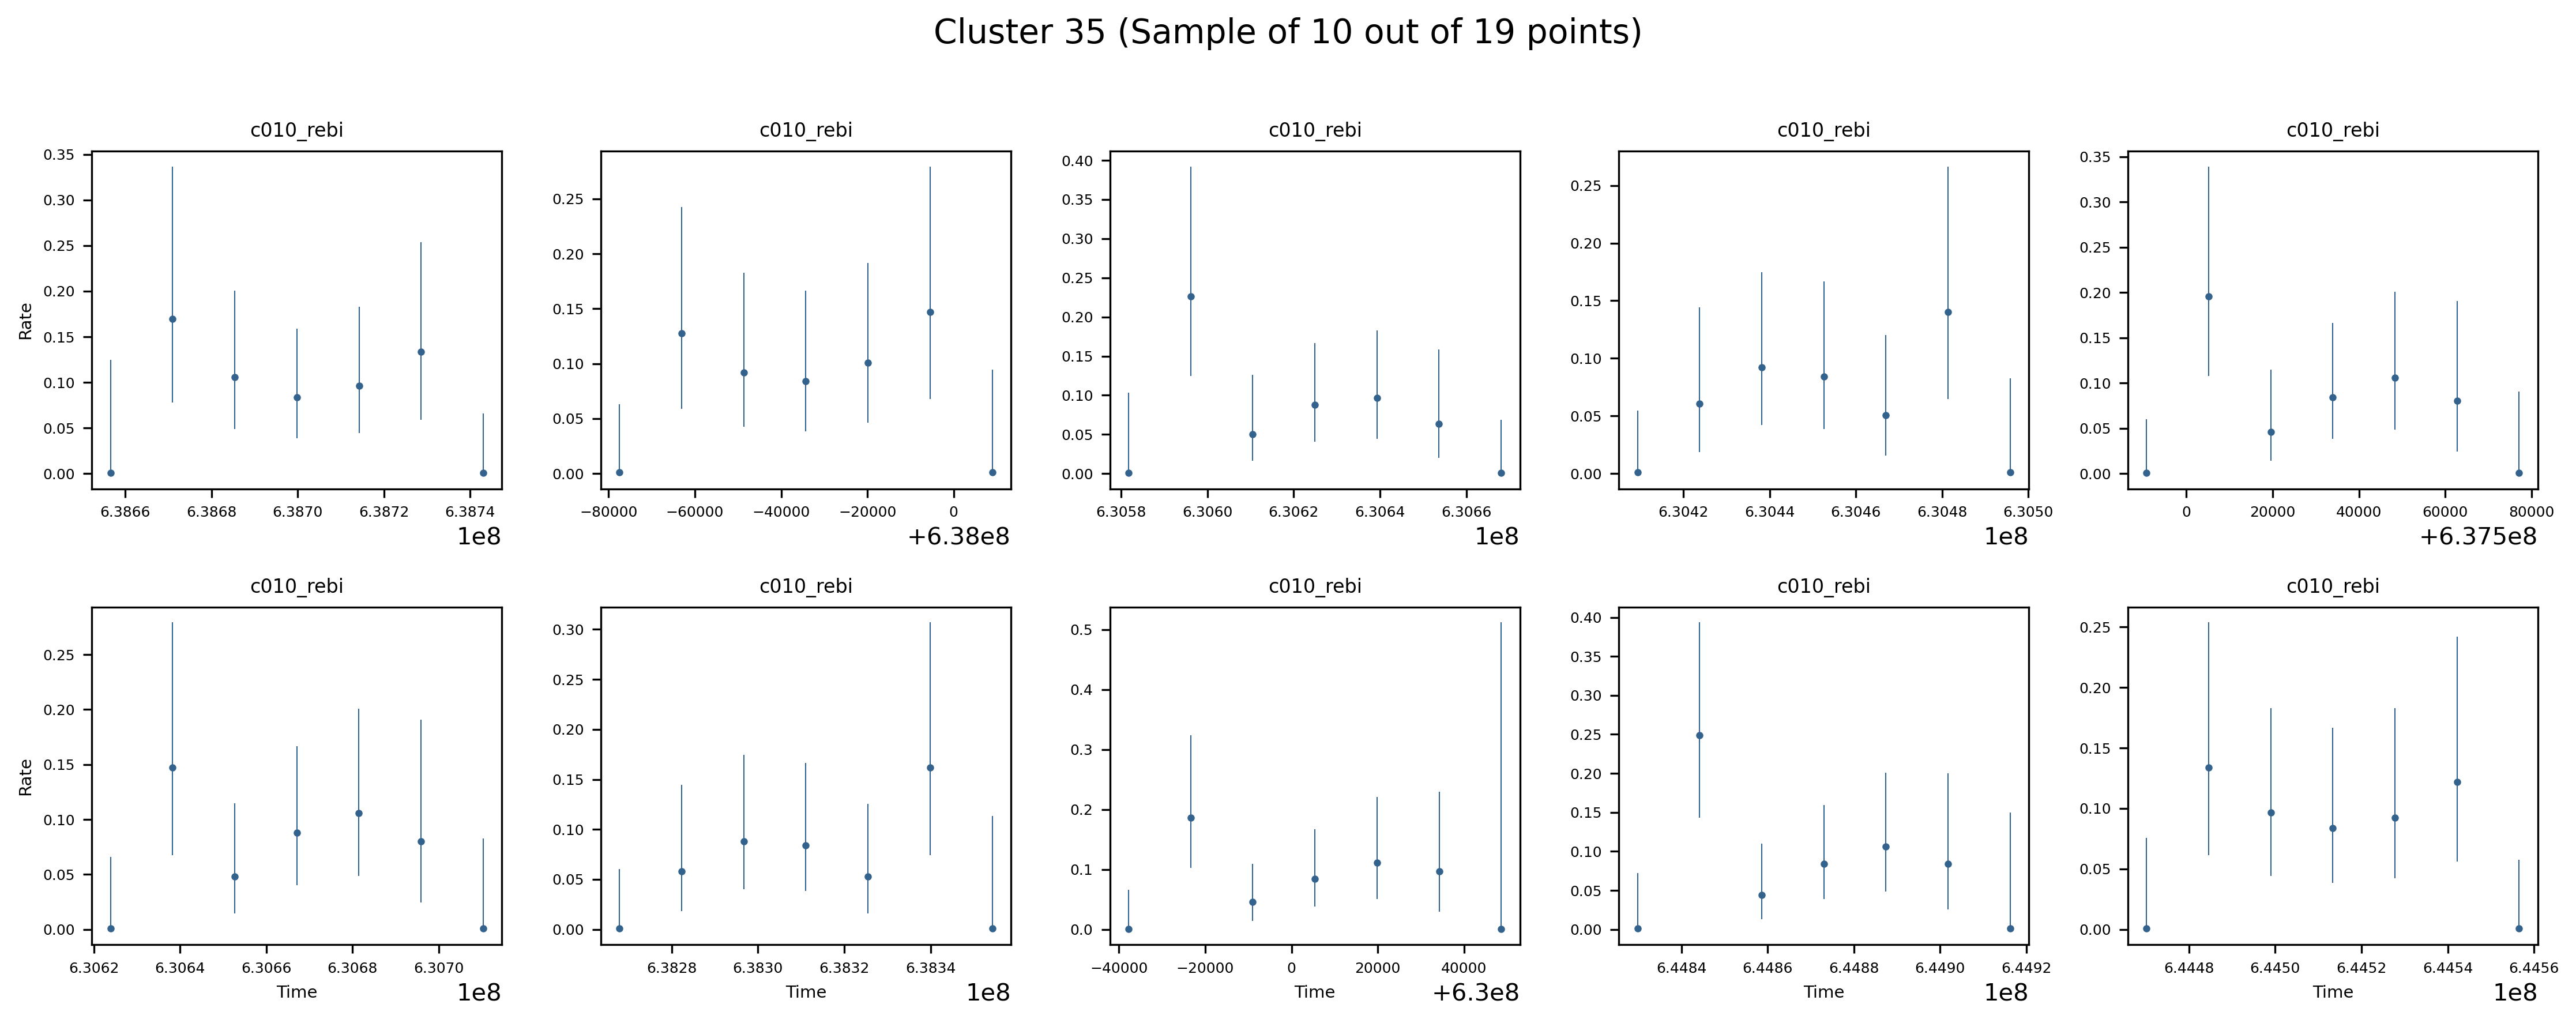 Cluster 35 (Sample of 10 out of 19 points)
c010_rebi c010_rebi c010_rebi c010_rebi c010_rebi
Rate
0.35
0.30
0.25
0.20
0.15
0.10
0.05
0.00
6.3866 6.3868 6.3870 6.3872 6.3874
1e8
0.25
0.20
0.15
0.10
0.05
0.00
−80000 −60000 −40000 −20000 0
+6.38e8
0.40
0.35
0.30
0.25
0.20
0.15
0.10
0.05
0.00
6.3058 6.3060 6.3062 6.3064 6.3066
1e8
0.25
0.20
0.15
0.10
0.05
0.00
6.3042 6.3044 6.3046 6.3048 6.3050
1e8
0.35
0.30
0.25
0.20
0.15
0.10
0.05
0.00
0 20000 40000 60000 80000
+6.375e8
c010_rebi c010_rebi c010_rebi c010_rebi c010_rebi
Rate
0.25
0.20
0.15
0.10
0.05
0.00
6.3062 6.3064 6.3066 6.3068 6.3070
Time 1e8
0.30
0.25
0.20
0.15
0.10
0.05
0.00
6.3828 6.3830 6.3832 6.3834
Time 1e8
0.5
0.4
0.3
0.2
0.1
0.0
−40000 −20000 0 20000 40000
Time +6.3e8
0.40
0.35
0.30
0.25
0.20
0.15
0.10
0.05
0.00
6.4484 6.4486 6.4488 6.4490 6.4492
Time 1e8
0.25
0.20
0.15
0.10
0.05
0.00
6.4448 6.4450 6.4452 6.4454 6.4456
Time 1e8